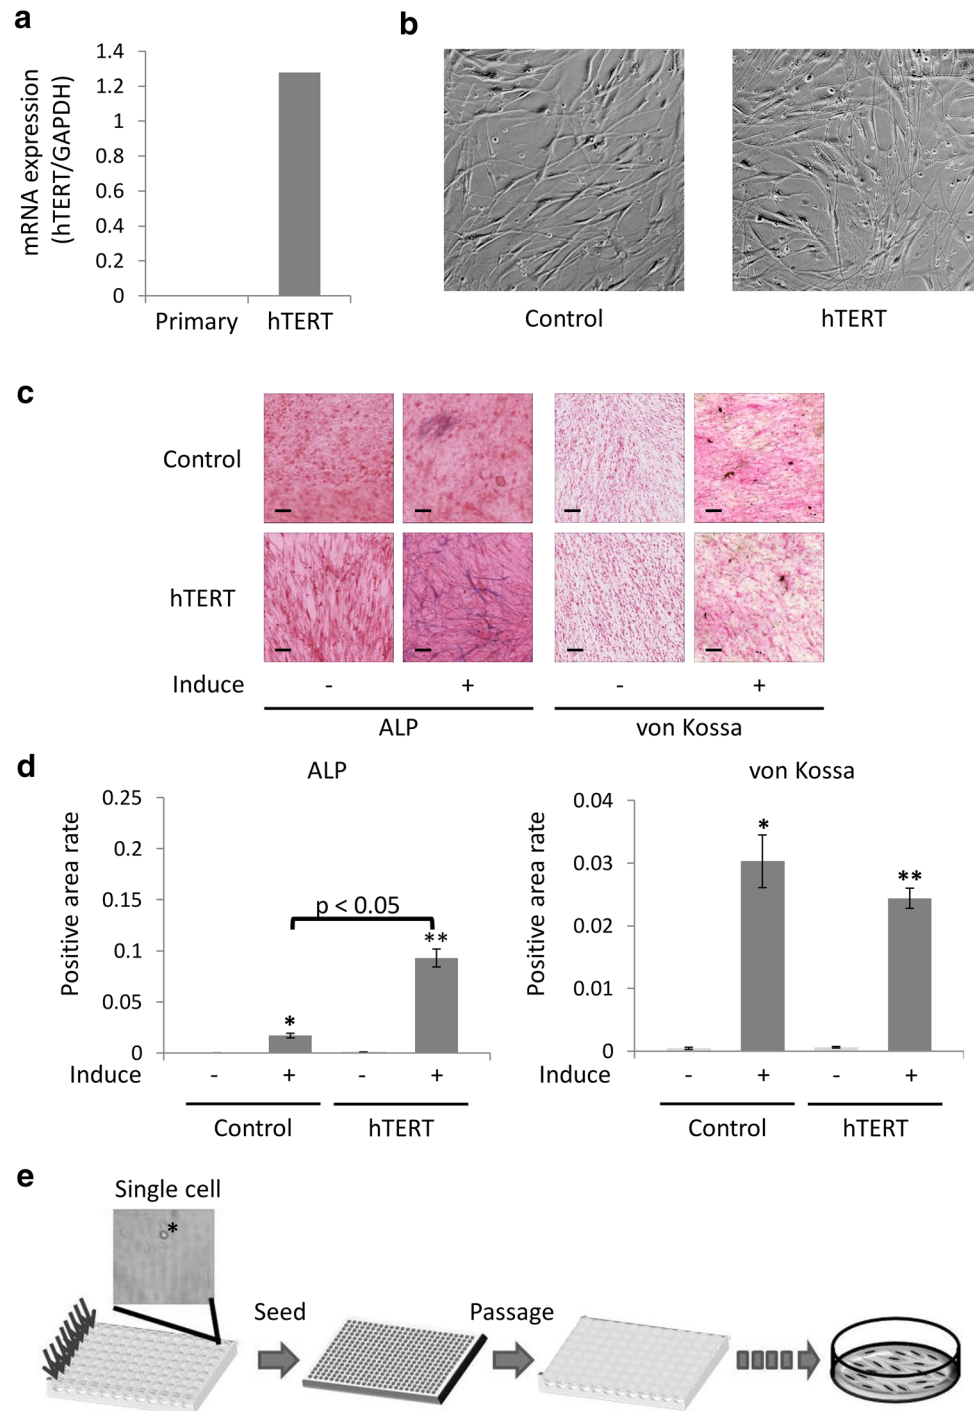 a
mRNA expression
(hTERT/GAPDH)
1.4
1.2
1
0.8
0.6
0.4
0.2
0
Primary hTERT
b
Control hTERT
c
Control
hTERT
Induce - + - +
ALP von Kossa
d
ALP
Positive area rate
0.25
0.2
0.15
0.1
0.05
0
p < 0.05
*
**
Induce - + - +
Control hTERT
von Kossa
Positive area rate
0.04
0.03
0.02
0.01
0
*
**
Induce - + - +
Control hTERT
e
Single cell
*
Seed Passage